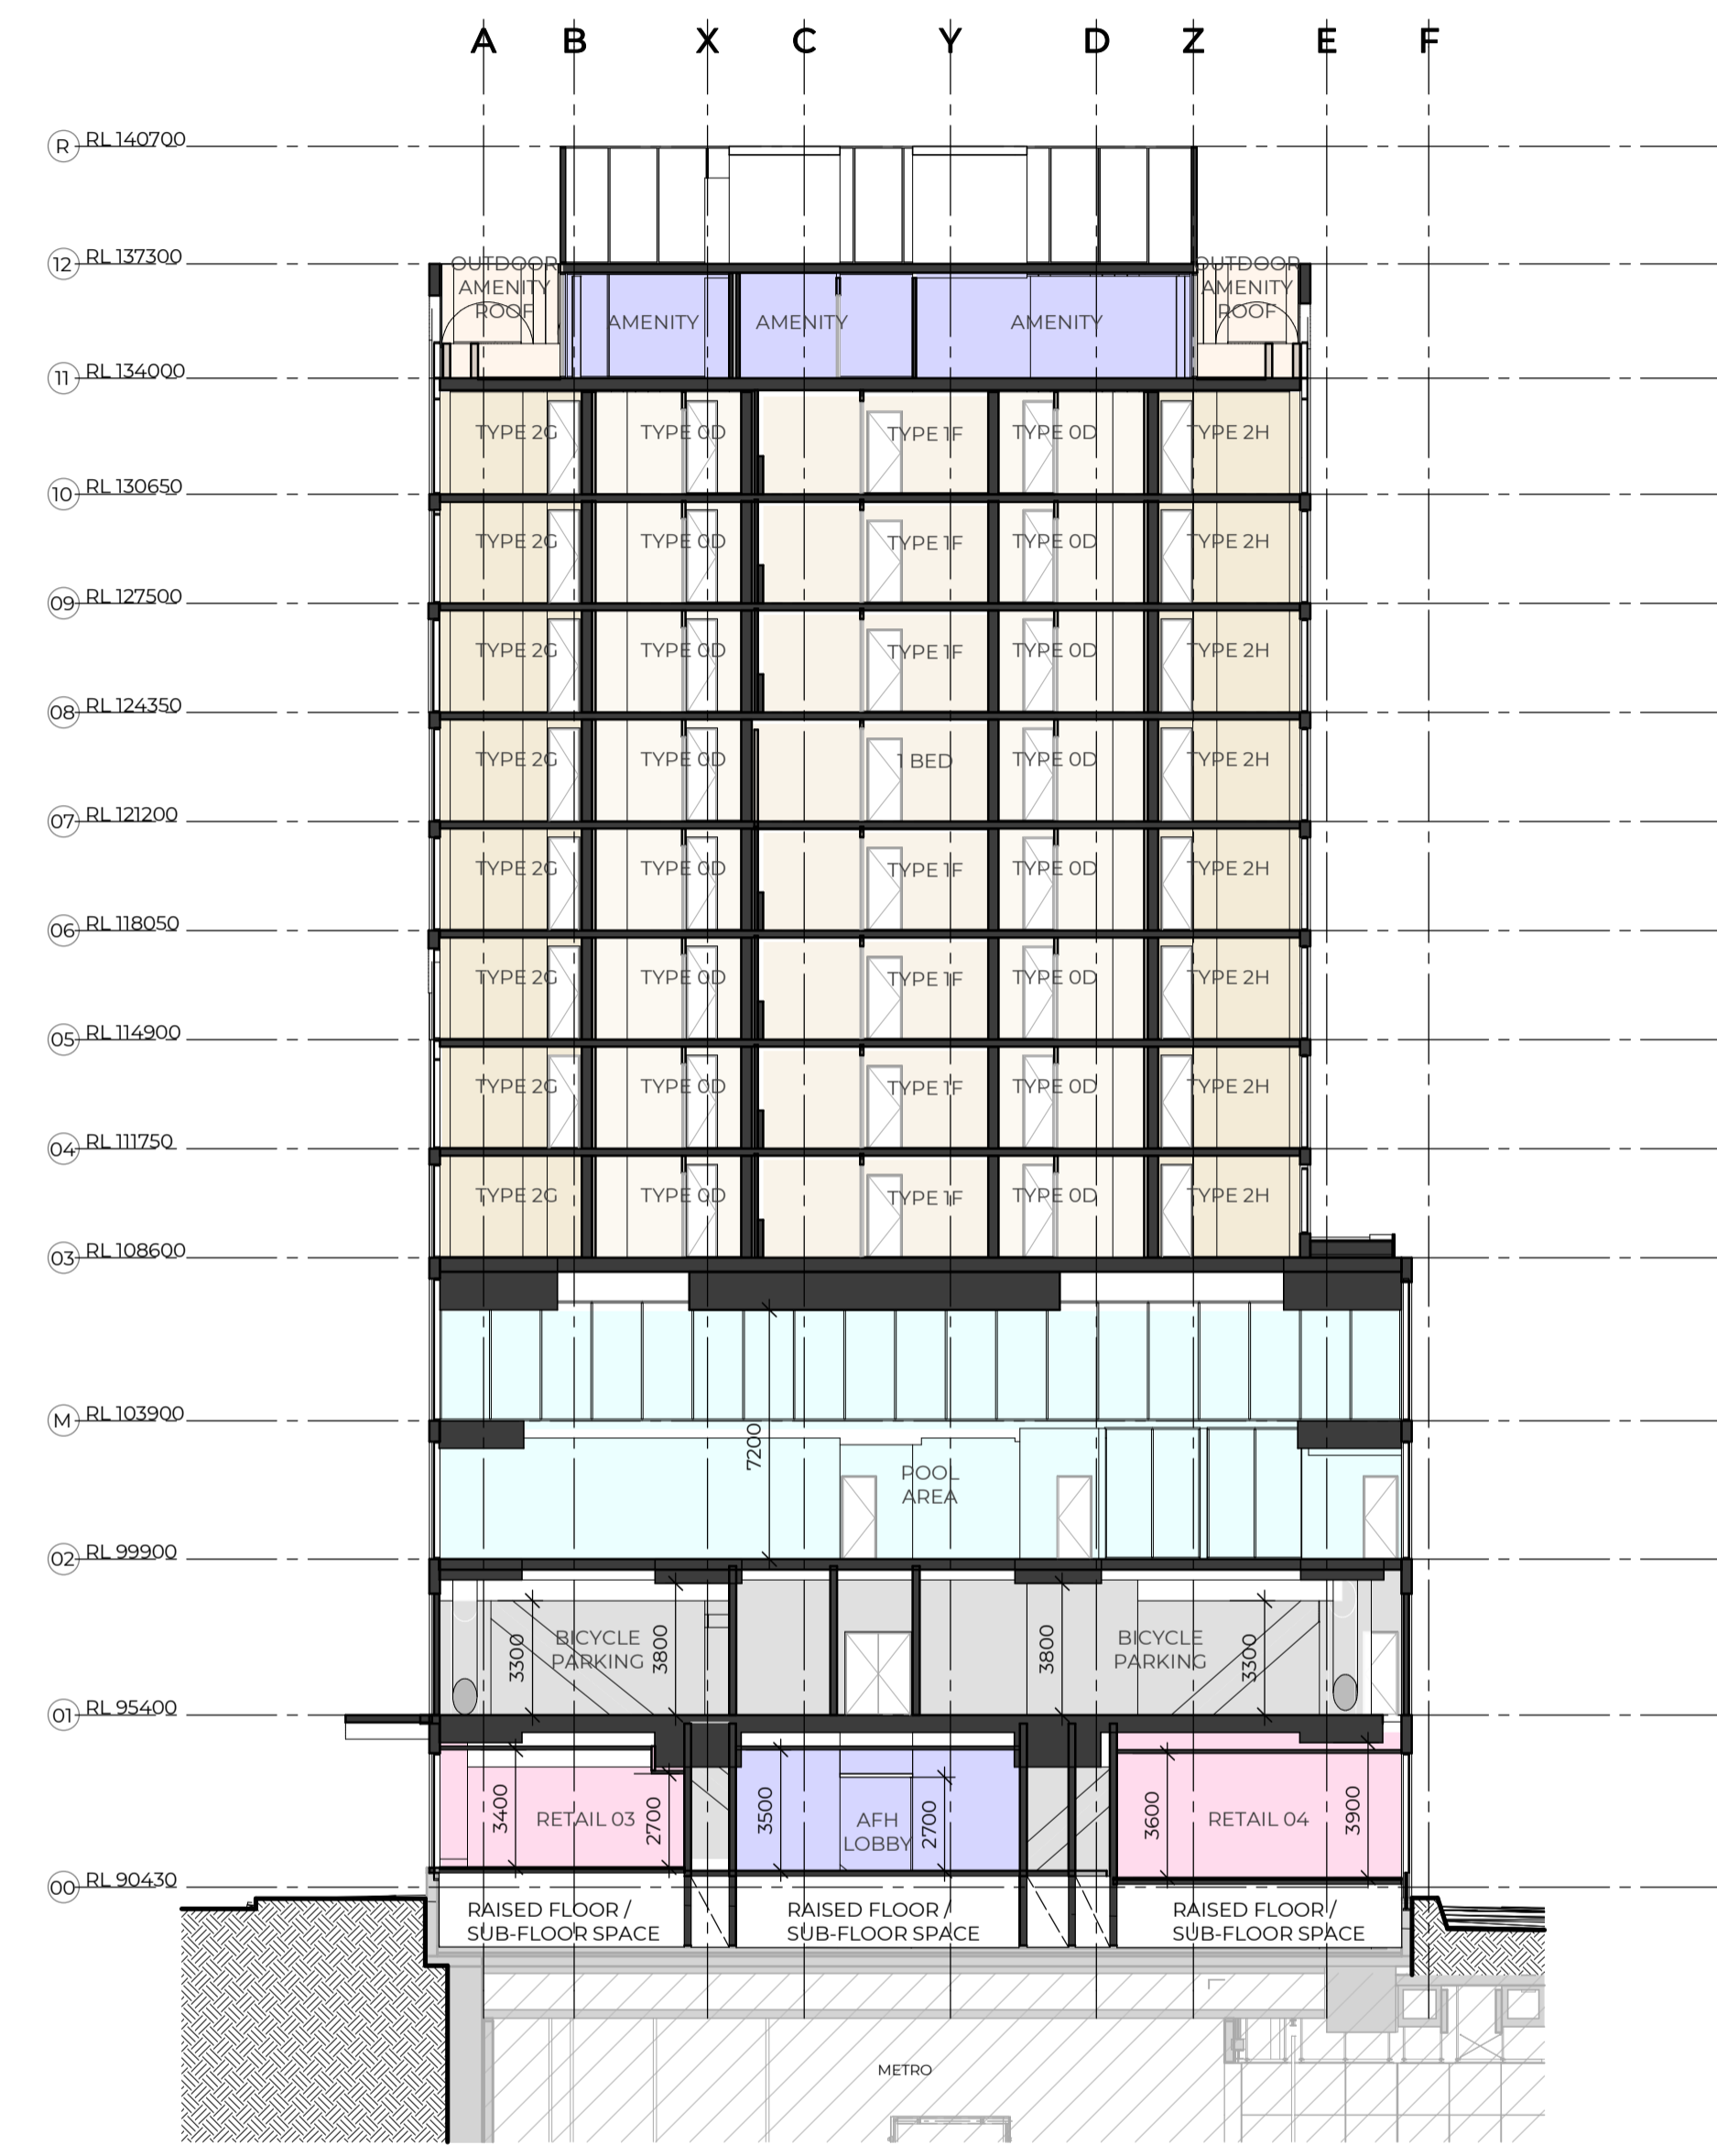 A B X C Y D Z E F
R RL 140700
12 RL 137300
OUTDOOR
AMENITY
ROOF
OUTDOOR
AMENITY
ROOF
AMENITY AMENITY AMENITY
11 RL 134000
TYPE 2G TYPE 0D TYPE 1F TYPE 0D TYPE 2H
10 RL 130650
TYPE 2G TYPE 0D TYPE 1F TYPE 0D TYPE 2H
09 RL 127500
TYPE 2G TYPE 0D TYPE 1F TYPE 0D TYPE 2H
08 RL 124350
TYPE 2G TYPE 0D 1 BED TYPE 0D TYPE 2H
07 RL 121200
TYPE 2G TYPE 0D TYPE 1F TYPE 0D TYPE 2H
06 RL 118050
TYPE 2G TYPE 0D TYPE 1F TYPE 0D TYPE 2H
05 RL 114900
TYPE 2G TYPE 0D TYPE 1F TYPE 0D TYPE 2H
04 RL 111750
TYPE 2G TYPE 0D TYPE 1F TYPE 0D TYPE 2H
03 RL 108600
M RL 103900
7200
POOL
AREA
02 RL 99900
3300
BICYCLE
PARKING
3800
3800
BICYCLE
PARKING
3300
01 RL 95400
3400
RETAIL 03
2700
3500
AFH
LOBBY
2700
3600
RETAIL 04
3900
00 RL 90430
RAISED FLOOR /
SUB-FLOOR SPACE
RAISED FLOOR /
SUB-FLOOR SPACE
RAISED FLOOR /
SUB-FLOOR SPACE
METRO